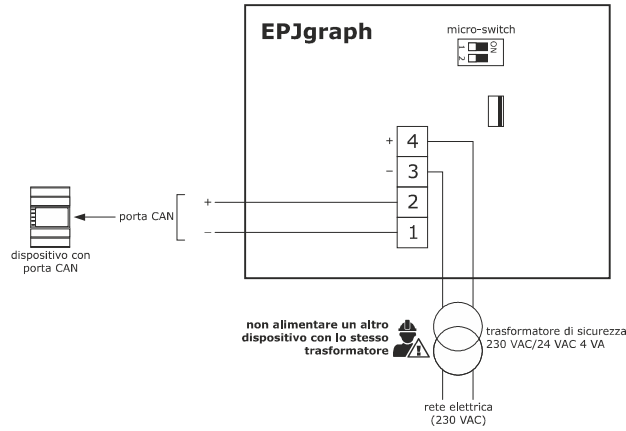 EPJgraph
micro-switch
ON
1
2
+ 4
− 3
+ 2
− 1
porta CAN
dispositivo con
porta CAN
non alimentare un altro
dispositivo con lo stesso
trasformatore
trasformatore di sicurezza
230 VAC/24 VAC 4 VA
rete elettrica
(230 VAC)